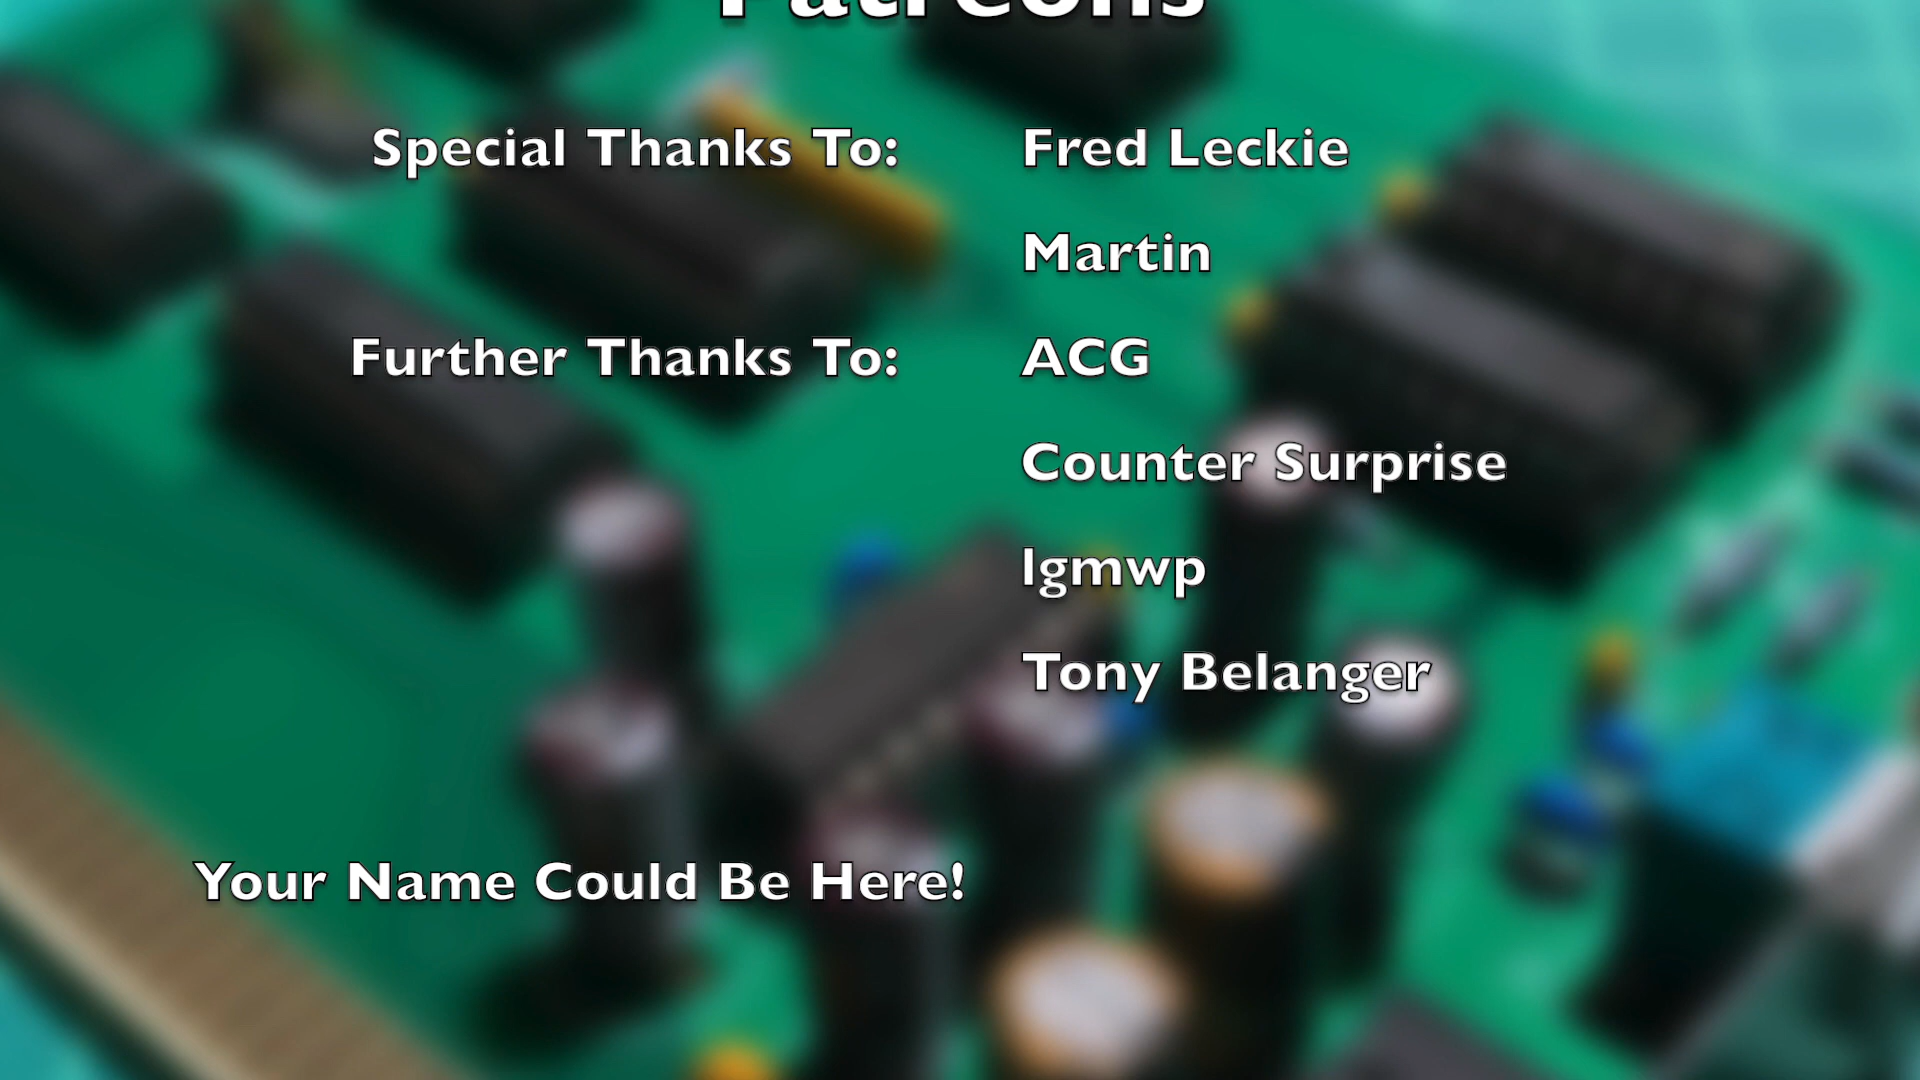 Patreons
Special Thanks To: Fred Leckie
Martin
Further Thanks To: ACG
Counter Surprise
lgmwp
Tony Belanger
Your Name Could Be Here!